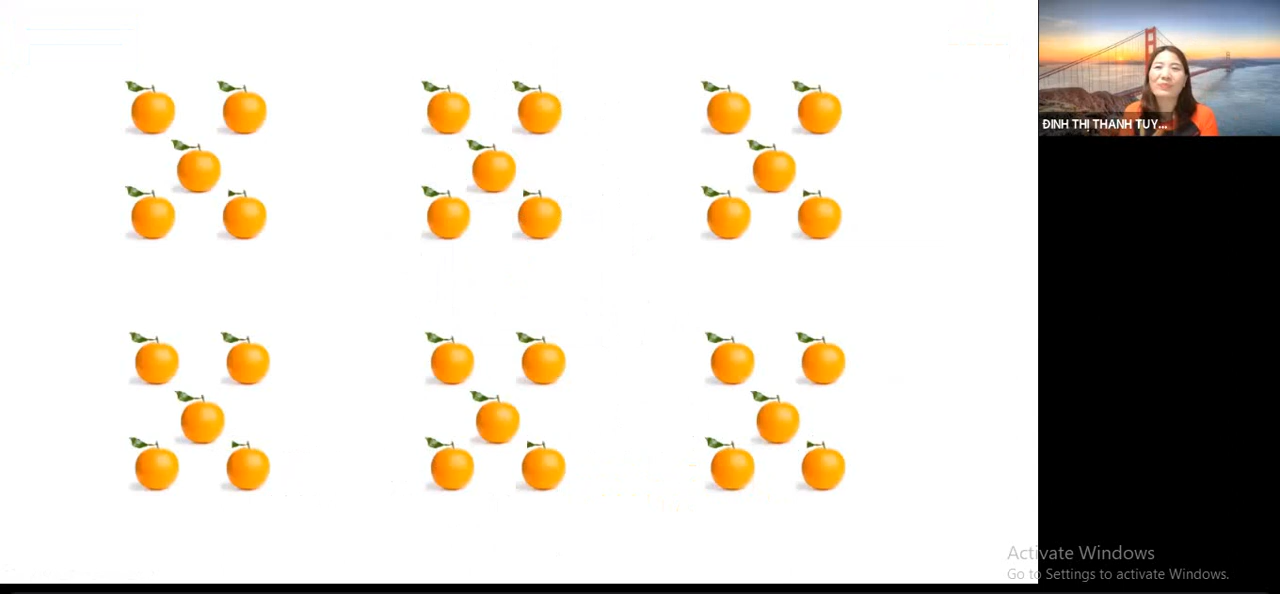 ĐINH THỊ THANH TUY...
Activate Windows
Go to Settings to activate Windows.